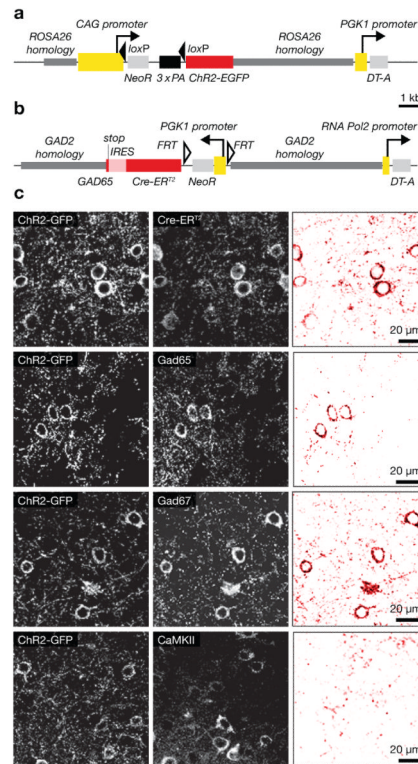 a
CAG promoter
PGK1 promoter
ROSA26
homology
loxP
loxP
ROSA26
homology
NeoR
3 x PA
ChR2-EGFP
DT-A
1 kb
b
stop
PGK1 promoter
RNA Pol2 promoter
GAD2
homology
IRES
FRT
FRT
GAD2
homology
GAD65
Cre-ERT2
NeoR
DT-A
c
ChR2-GFP
Cre-ERT2
20 µm
ChR2-GFP
Gad65
20 µm
ChR2-GFP
Gad67
20 µm
ChR2-GFP
CaMKII
20 µm